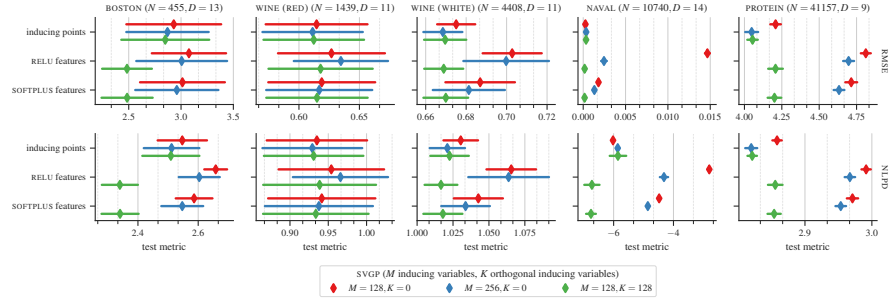 BOSTON (N = 455, D = 13)
WINE (RED) (N = 1439, D = 11)
WINE (WHITE) (N = 4408, D = 11)
NAVAL (N = 10740, D = 14)
PROTEIN (N = 41157, D = 9)
inducing points
RELU features
SOFTPLUS features
RMSE
2.5 3.0 3.5
0.60 0.65
0.66 0.68 0.70 0.72
0.000 0.005 0.010 0.015
4.00 4.25 4.50 4.75
inducing points
RELU features
SOFTPLUS features
NLPD
2.4 2.6
0.90 0.95 1.00
1.000 1.025 1.050 1.075
−6 −4
2.9 3.0
test metric test metric test metric test metric test metric
SVGP (M inducing variables, K orthogonal inducing variables)
M = 128, K = 0 M = 256, K = 0 M = 128, K = 128